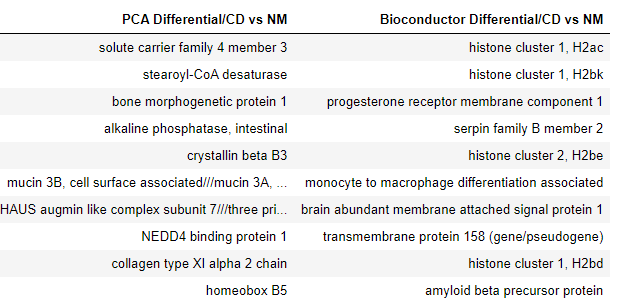 PCA Differential/CD vs NM Bioconductor Differential/CD vs NM
solute carrier family 4 member 3 histone cluster 1, H2ac
stearoyl-CoA desaturase histone cluster 1, H2bk
bone morphogenetic protein 1 progesterone receptor membrane component 1
alkaline phosphatase, intestinal serpin family B member 2
crystallin beta B3 histone cluster 2, H2be
mucin 3B, cell surface associated///mucin 3A, ... monocyte to macrophage differentiation associated
HAUS augmin like complex subunit 7///three pri... brain abundant membrane attached signal protein 1
NEDD4 binding protein 1 transmembrane protein 158 (gene/pseudogene)
collagen type XI alpha 2 chain histone cluster 1, H2bd
homeobox B5 amyloid beta precursor protein